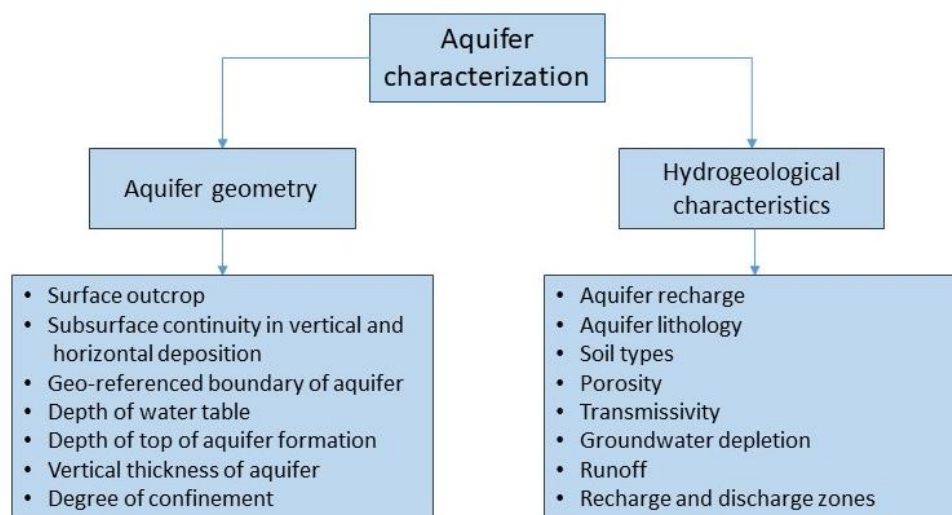 Aquifer
characterization
Aquifer geometry
Hydrogeological
characteristics
• Surface outcrop
• Subsurface continuity in vertical and
horizontal deposition
• Geo-referenced boundary of aquifer
• Depth of water table
• Depth of top of aquifer formation
• Vertical thickness of aquifer
• Degree of confinement
• Aquifer recharge
• Aquifer lithology
• Soil types
• Porosity
• Transmissivity
• Groundwater depletion
• Runoff
• Recharge and discharge zones